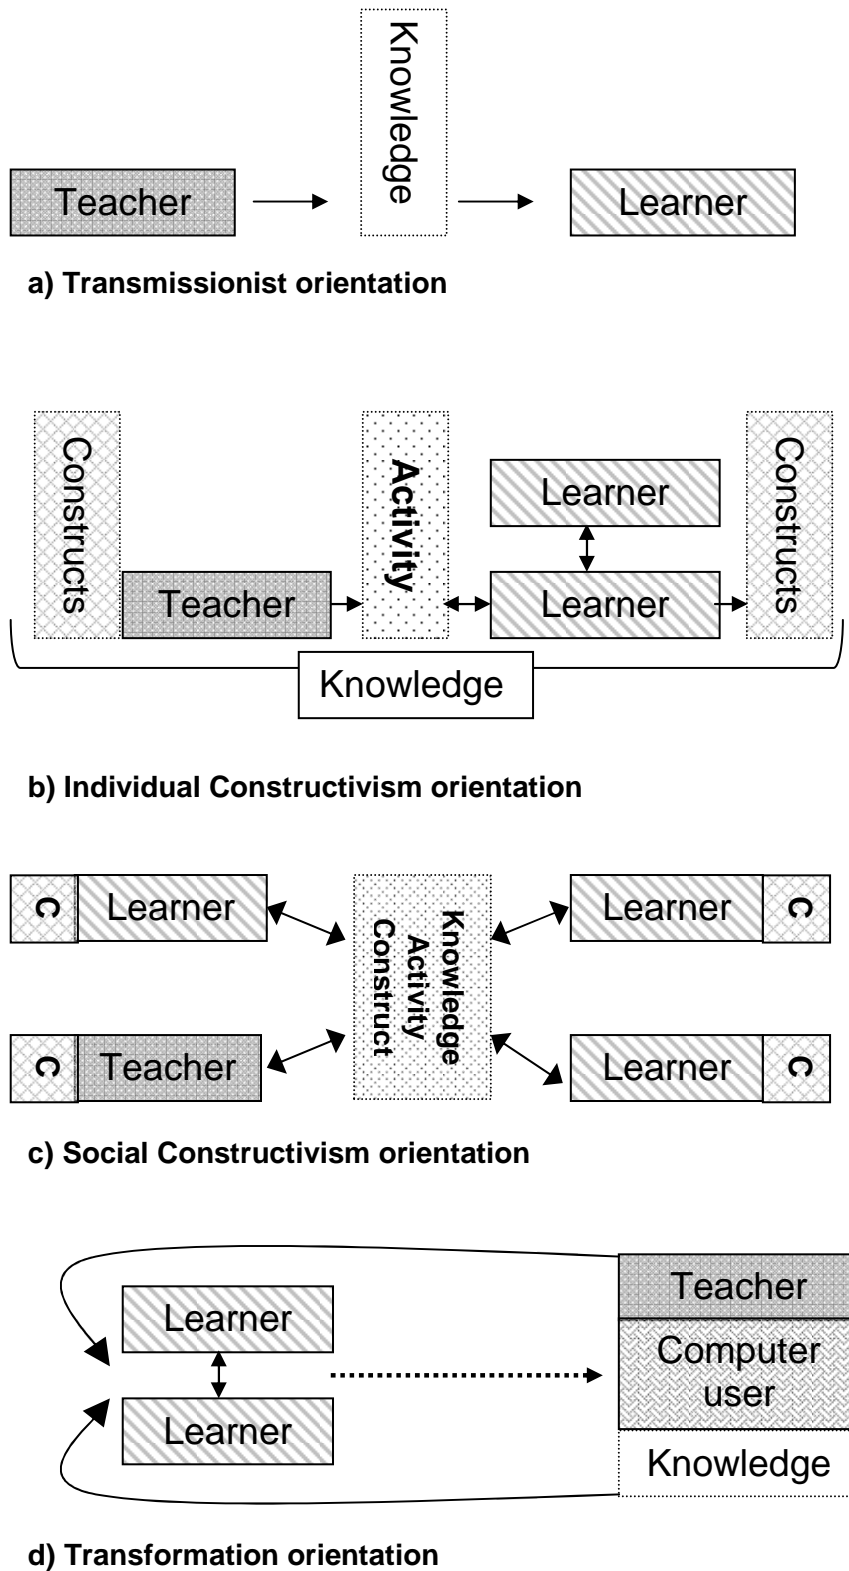 Teacher
Knowledge
Learner
a) Transmissionist orientation
Constructs
Teacher
Activity
Learner
Learner
Constructs
Knowledge
b) Individual Constructivism orientation
C
Learner
Knowledge
Activity
Construct
Learner
C
C
Teacher
Learner
C
c) Social Constructivism orientation
Learner
Learner
Teacher
Computer
user
Knowledge
d) Transformation orientation